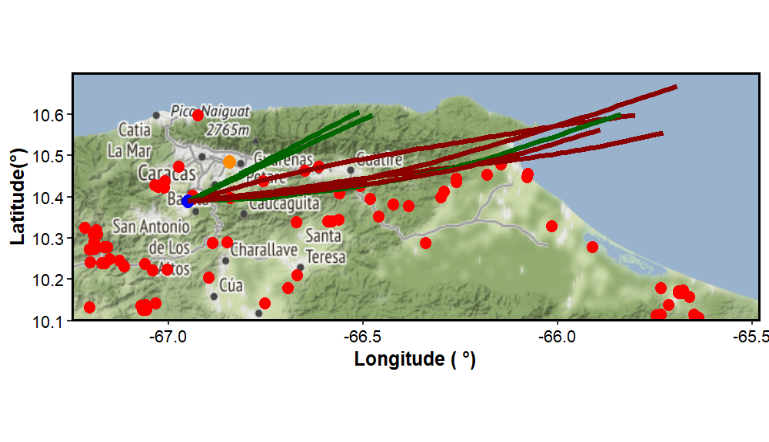 Latitude(°)
10.6
10.5
10.4
10.3
10.2
10.1
Pico Naiguat
2765m
Catia
La Mar
Caracas
Guarenas
Petare
Guatire
Ba
Caucaguita
San Antonio
de Los
Altos
Charallave
Santa
Teresa
Cúa
-67.0
-66.5
-66.0
-65.5
Longitude ( °)